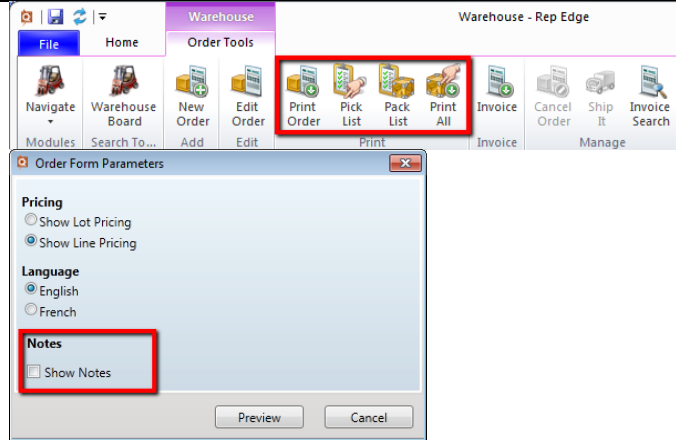 Warehouse
Warehouse - Rep Edge
File
Home
Order Tools
Navigate
Warehouse Board
New Order
Edit Order
Print Order
Pick List
Pack List
Print All
Invoice
Cancel Order
Ship It
Invoice Search
Modules
Search To...
Add
Edit
Print
Invoice
Manage
Order Form Parameters
Pricing
Show Lot Pricing
Show Line Pricing
Language
English
French
Notes
Show Notes
Preview
Cancel